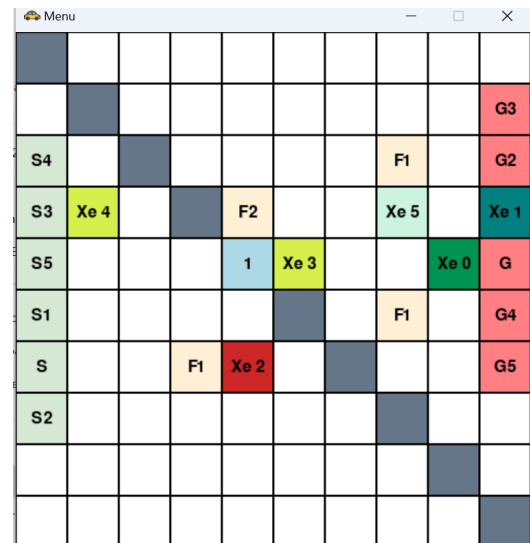 Menu
G3
S4 F1 G2
S3 Xe 4 F2 Xe 5 Xe 1
S5 1 Xe 3 Xe 0 G
S1 F1 G4
S F1 Xe 2 G5
S2